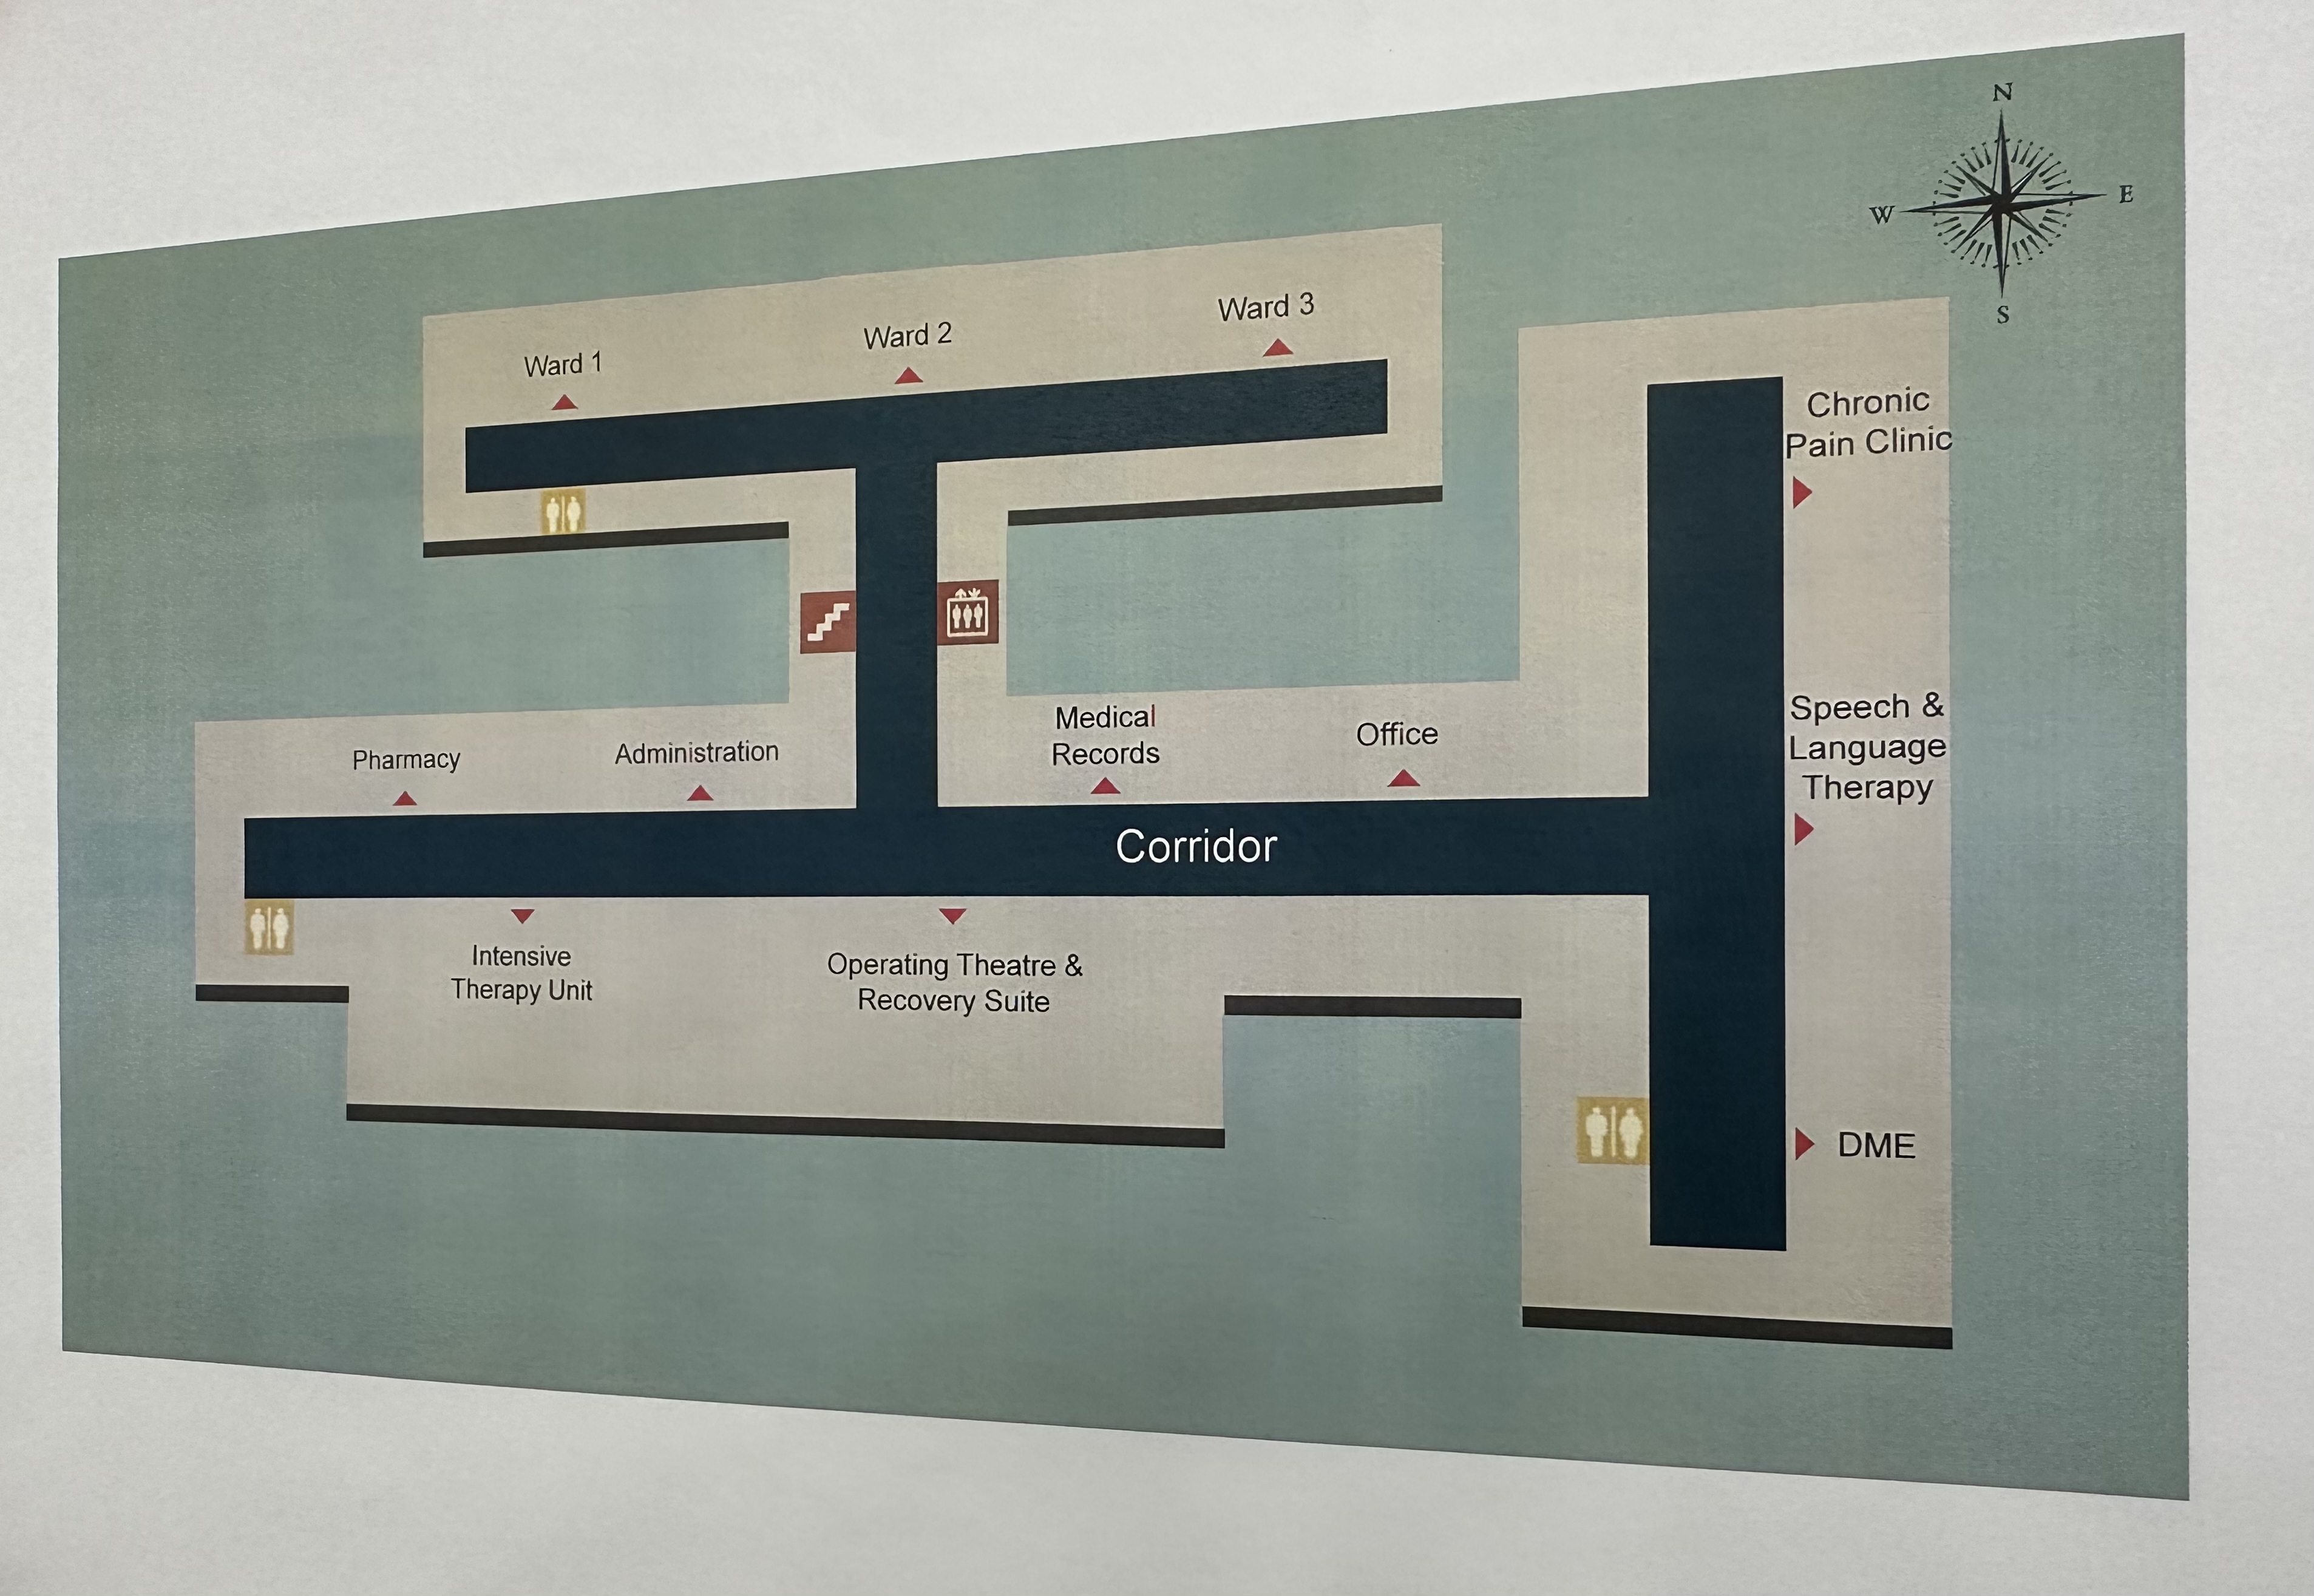 N
W
E
S
Ward 1
Ward 2
Ward 3
Chronic
Pain Clinic
Pharmacy
Administration
Medical
Records
Office
Speech &
Language
Therapy
Corridor
Intensive
Therapy Unit
Operating Theatre &
Recovery Suite
DME